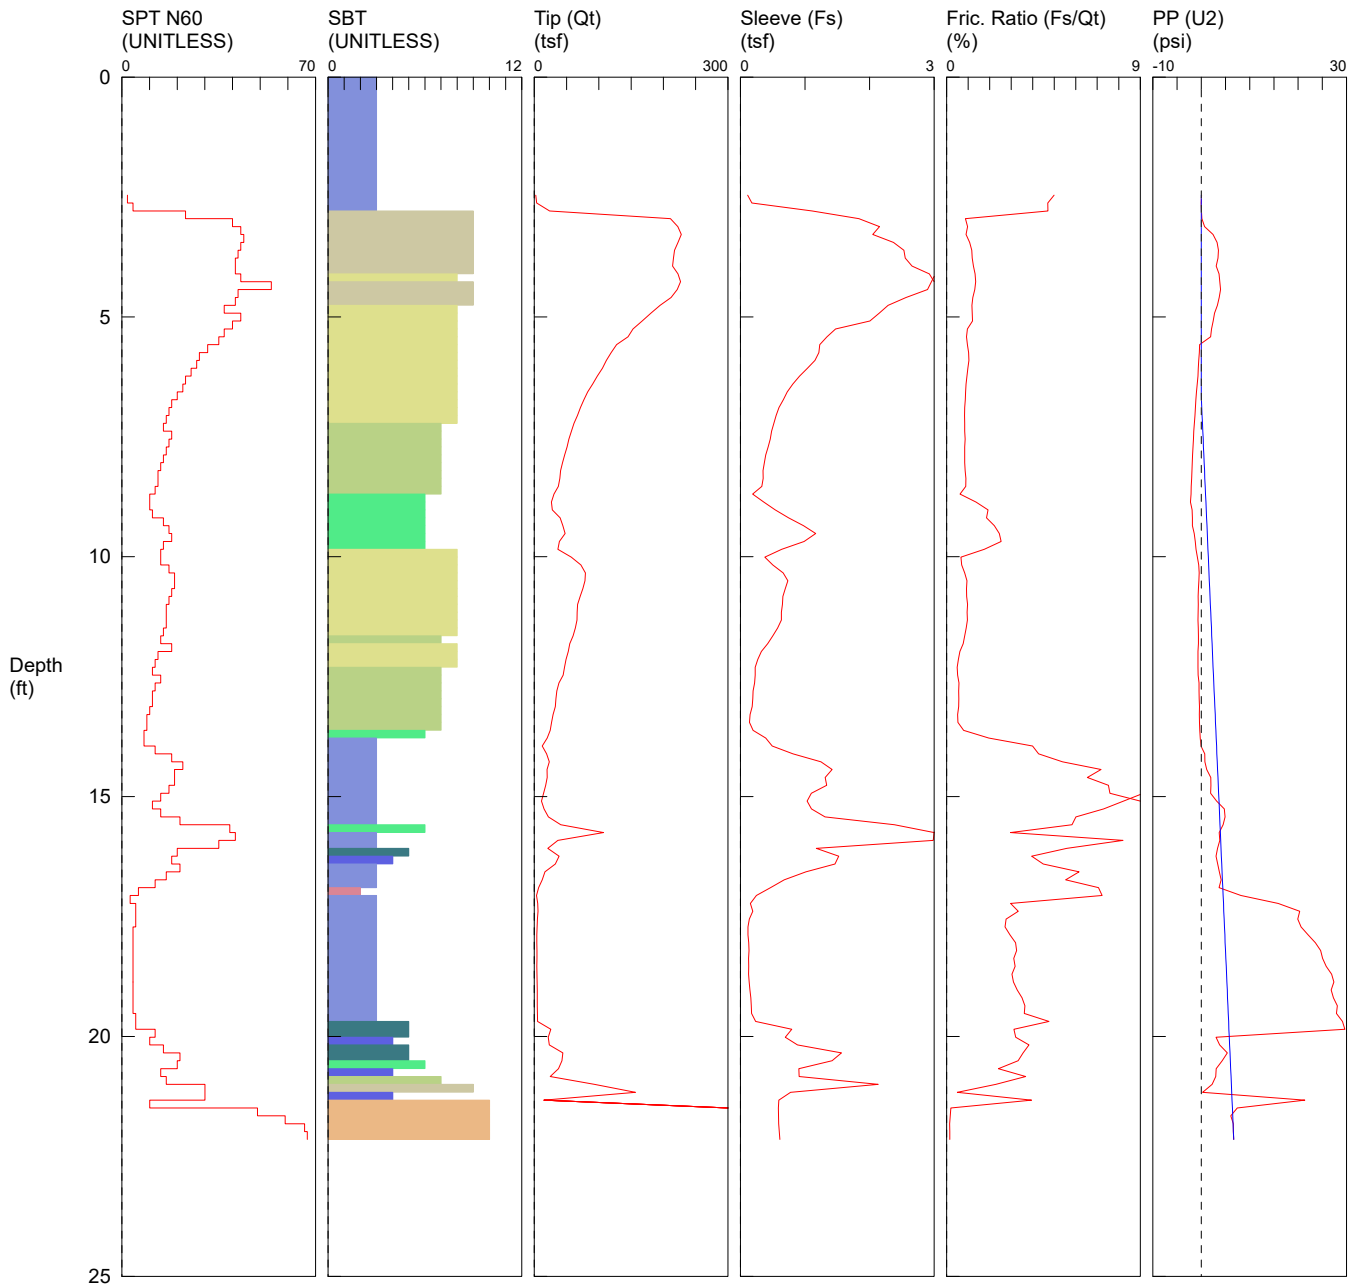 SPT N60
(UNITLESS)
SBT
(UNITLESS)
Tip (Qt)
(tsf)
Sleeve (Fs)
(tsf)
Fric. Ratio (Fs/Qt)
(%)
PP (U2)
(psi)
0 70
0 12
0 300
0 3
0 9
-10 30
0
5
10
Depth
(ft)
15
20
25